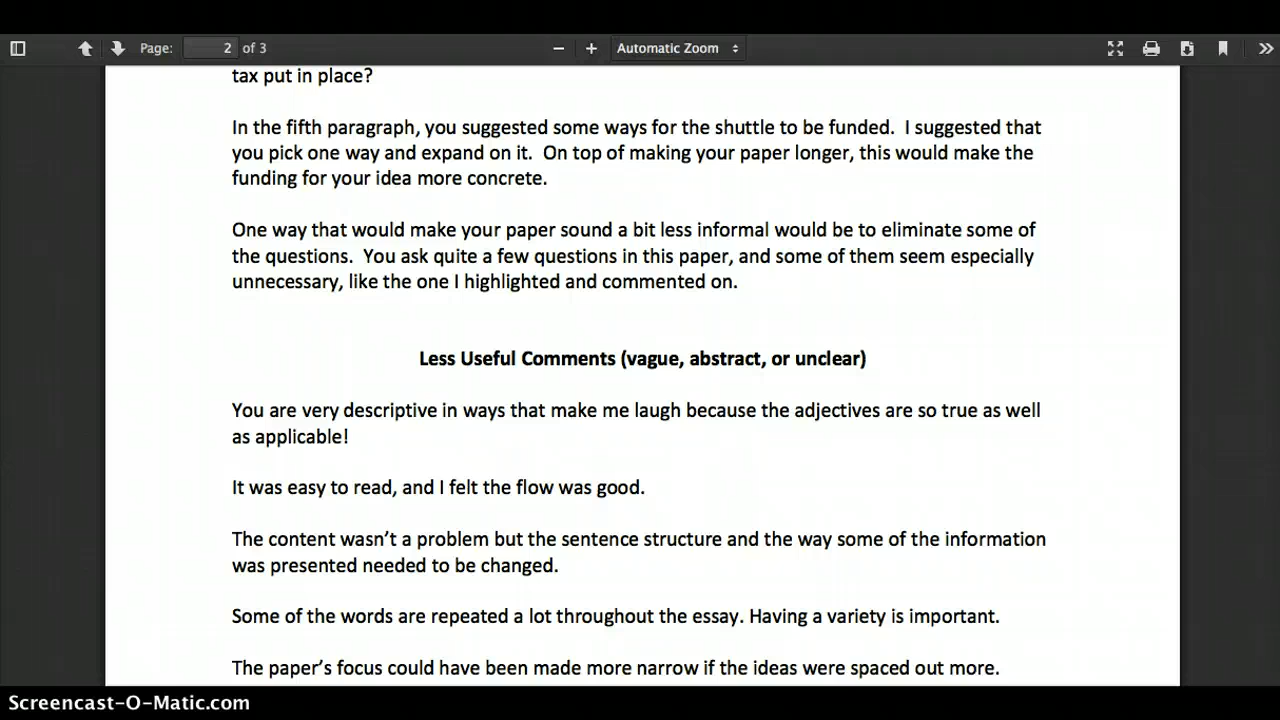 Page: 2 of 3 Automatic Zoom
tax put in place?
In the fifth paragraph, you suggested some ways for the shuttle to be funded.  I suggested that
you pick one way and expand on it.  On top of making your paper longer, this would make the
funding for your idea more concrete.
One way that would make your paper sound a bit less informal would be to eliminate some of
the questions.  You ask quite a few questions in this paper, and some of them seem especially
unnecessary, like the one I highlighted and commented on.
Less Useful Comments (vague, abstract, or unclear)
You are very descriptive in ways that make me laugh because the adjectives are so true as well
as applicable!
It was easy to read, and I felt the flow was good.
The content wasn’t a problem but the sentence structure and the way some of the information
was presented needed to be changed.
Some of the words are repeated a lot throughout the essay. Having a variety is important.
The paper’s focus could have been made more narrow if the ideas were spaced out more.
Screencast-O-Matic.com